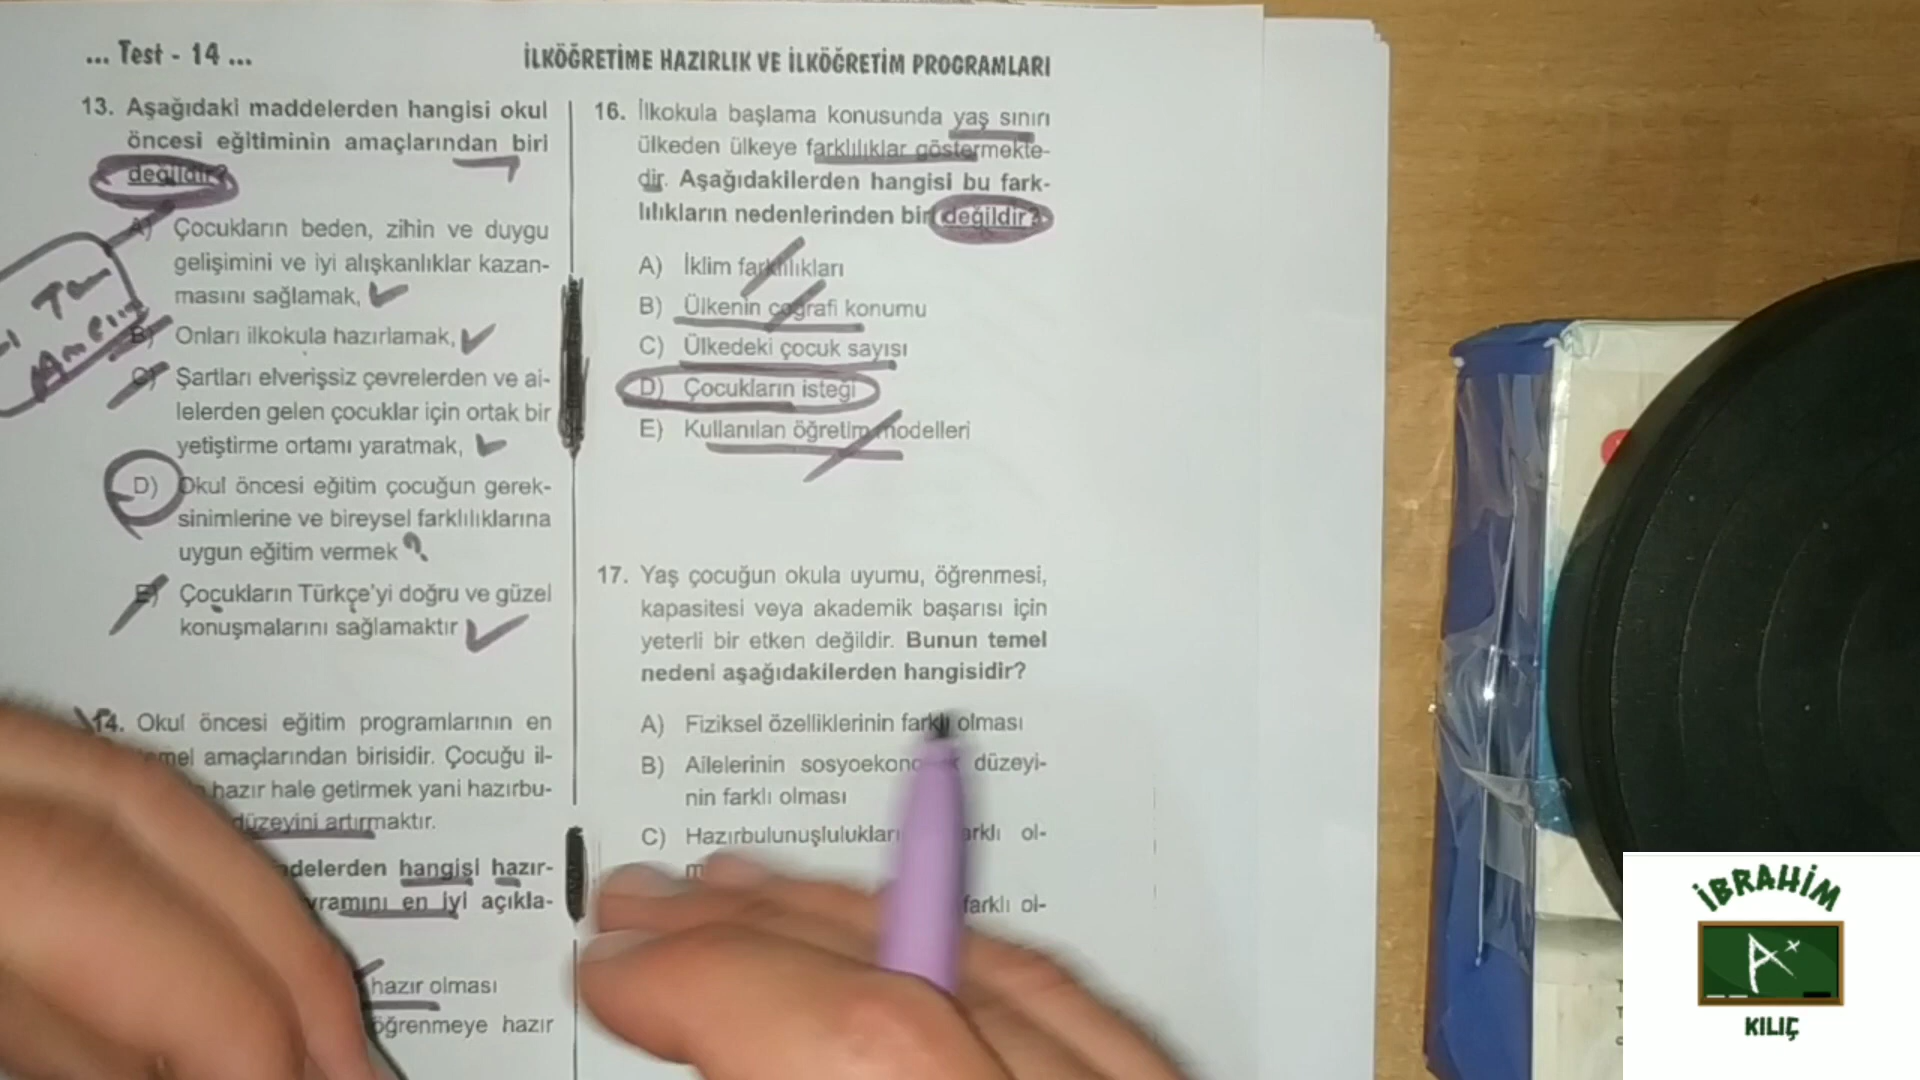 ... Test - 14 ...
İLKÖĞRETİME HAZIRLIK VE İLKÖĞRETİM PROGRAMLARI
13. Aşağıdaki maddelerden hangisi okul
öncesi eğitiminin amaçlarından biri
değildir?
A) Çocukların beden, zihin ve duygu
gelişimini ve iyi alışkanlıklar kazan-
masını sağlamak,
B) Onları ilkokula hazırlamak,
C) Şartları elverişsiz çevrelerden ve ai-
lelerden gelen çocuklar için ortak bir
yetiştirme ortamı yaratmak,
D) Okul öncesi eğitim çocuğun gerek-
sinimlerine ve bireysel farklılıklarına
uygun eğitim vermek ?
E) Çocukların Türkçe'yi doğru ve güzel
konuşmalarını sağlamaktır
14. Okul öncesi eğitim programlarının en
amaçlarından birisidir. Çocuğu il-
hazır hale getirmek yani hazırbu-
düzeyini artırmaktır.
hangisi hazır-
en iyi açıkla-
hazır olması
öğrenmeye hazır
16. İlkokula başlama konusunda yaş sınırı
ülkeden ülkeye farklılıklar göstermekte-
dir. Aşağıdakilerden hangisi bu fark-
lılıkların nedenlerinden biri değildir?
A) İklim farklılıkları
B) Ülkenin coğrafi konumu
C) Ülkedeki çocuk sayısı
D) Çocukların isteği
E) Kullanılan öğretim modelleri
17. Yaş çocuğun okula uyumu, öğrenmesi,
kapasitesi veya akademik başarısı için
yeterli bir etken değildir. Bunun temel
nedeni aşağıdakilerden hangisidir?
A) Fiziksel özelliklerinin farklı olması
B) Ailelerinin sosyoekonomik düzeyi-
nin farklı olması
C) farklı ol-
farklı ol-
İBRAHİM
A+
KILIÇ